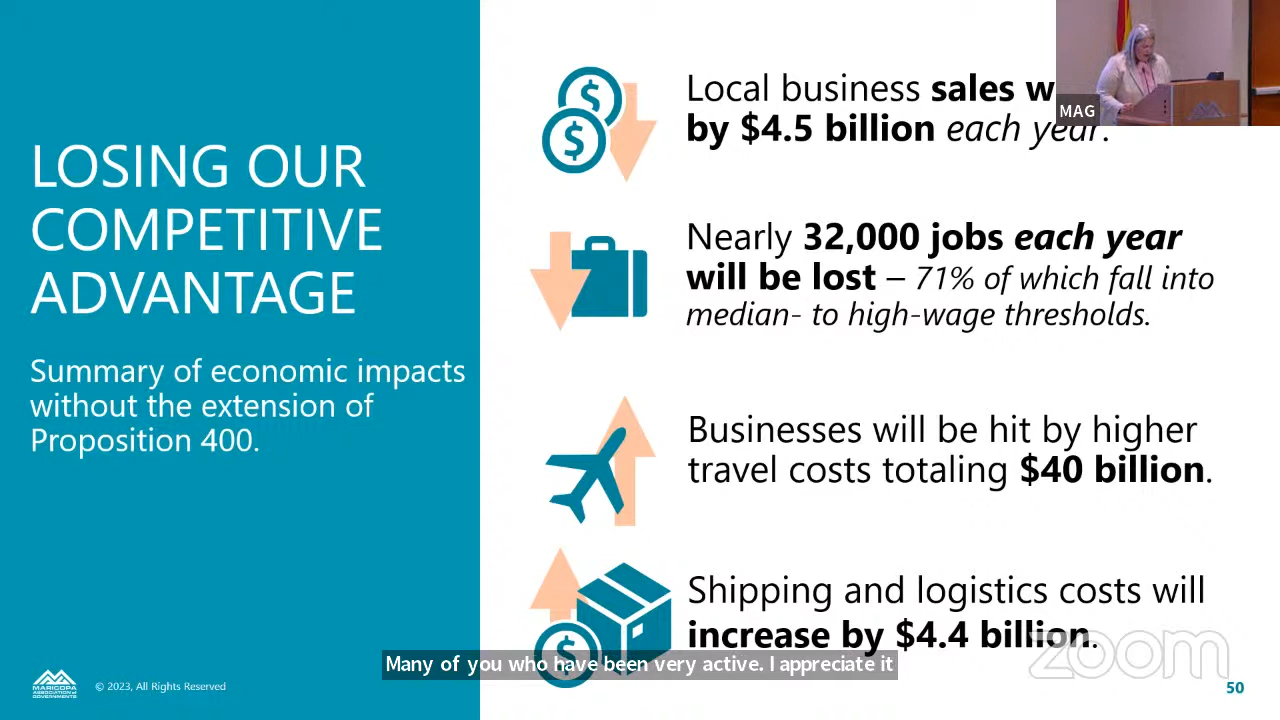 LOSING OUR
COMPETITIVE
ADVANTAGE
Summary of economic impacts
without the extension of
Proposition 400.
Local business sales w
by $4.5 billion each year.
Nearly 32,000 jobs each year
will be lost – 71% of which fall into
median- to high-wage thresholds.
Businesses will be hit by higher
travel costs totaling $40 billion.
Shipping and logistics costs will
increase by $4.4 billion.
MAG
Many of you who have been very active. I appreciate it
zoom
MARICOPA
ASSOCIATION of
GOVERNMENTS
© 2023, All Rights Reserved
50